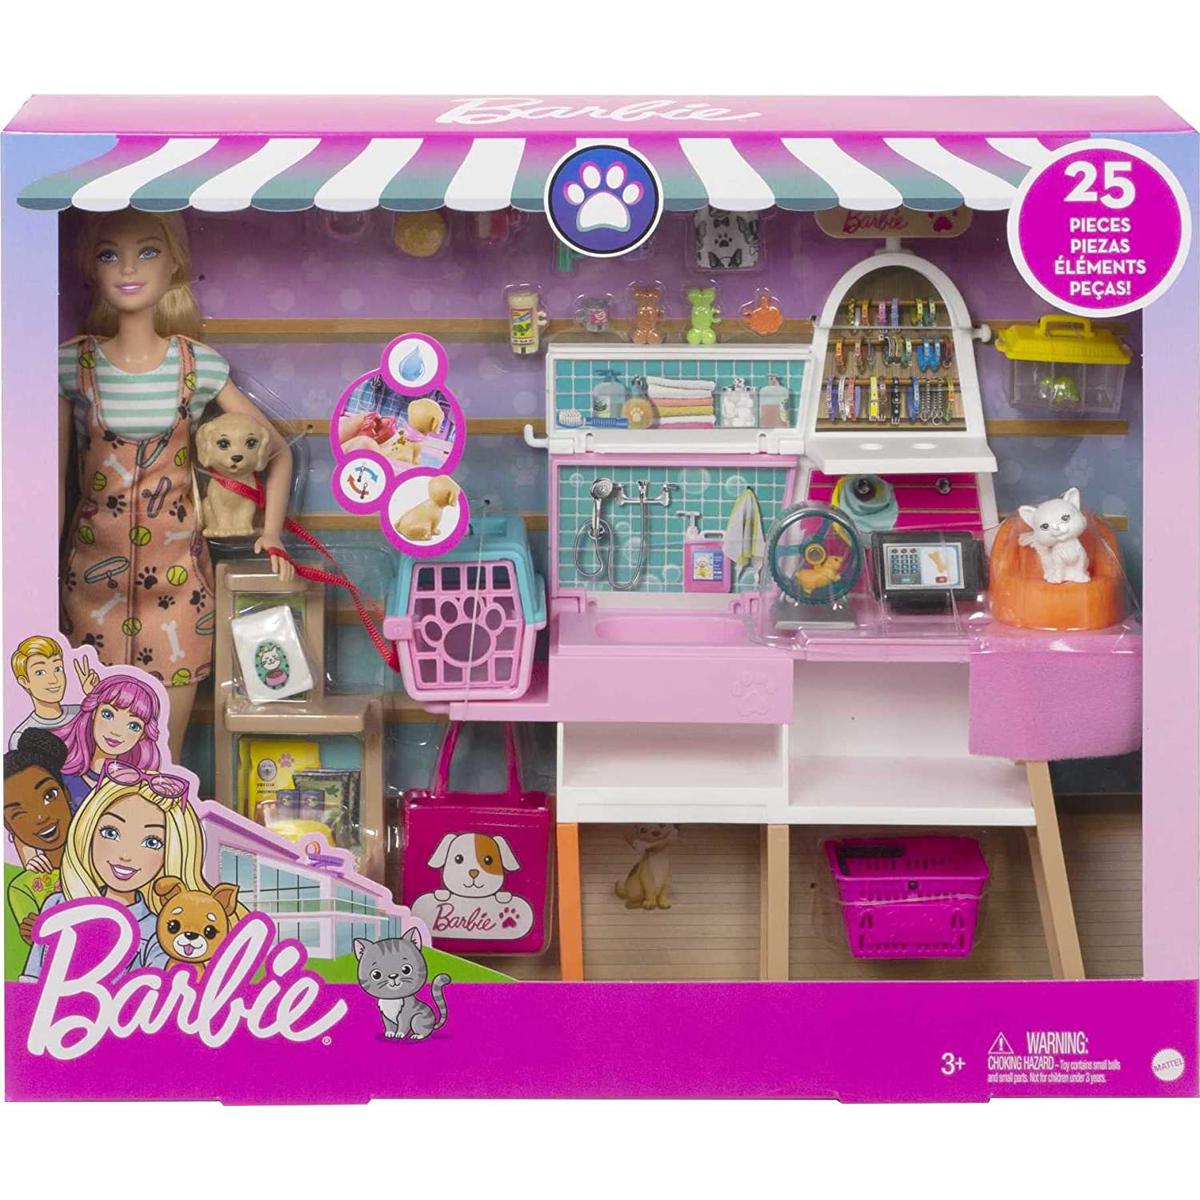 Barbie
25
PIECES
PIEZAS
ÉLÉMENTS
PEÇAS!
Barbie
Barbie
Barbie®
3+
WARNING:
CHOKING HAZARD – Toy contains small balls
and small parts. Not for children under 3 years.
MATTEL